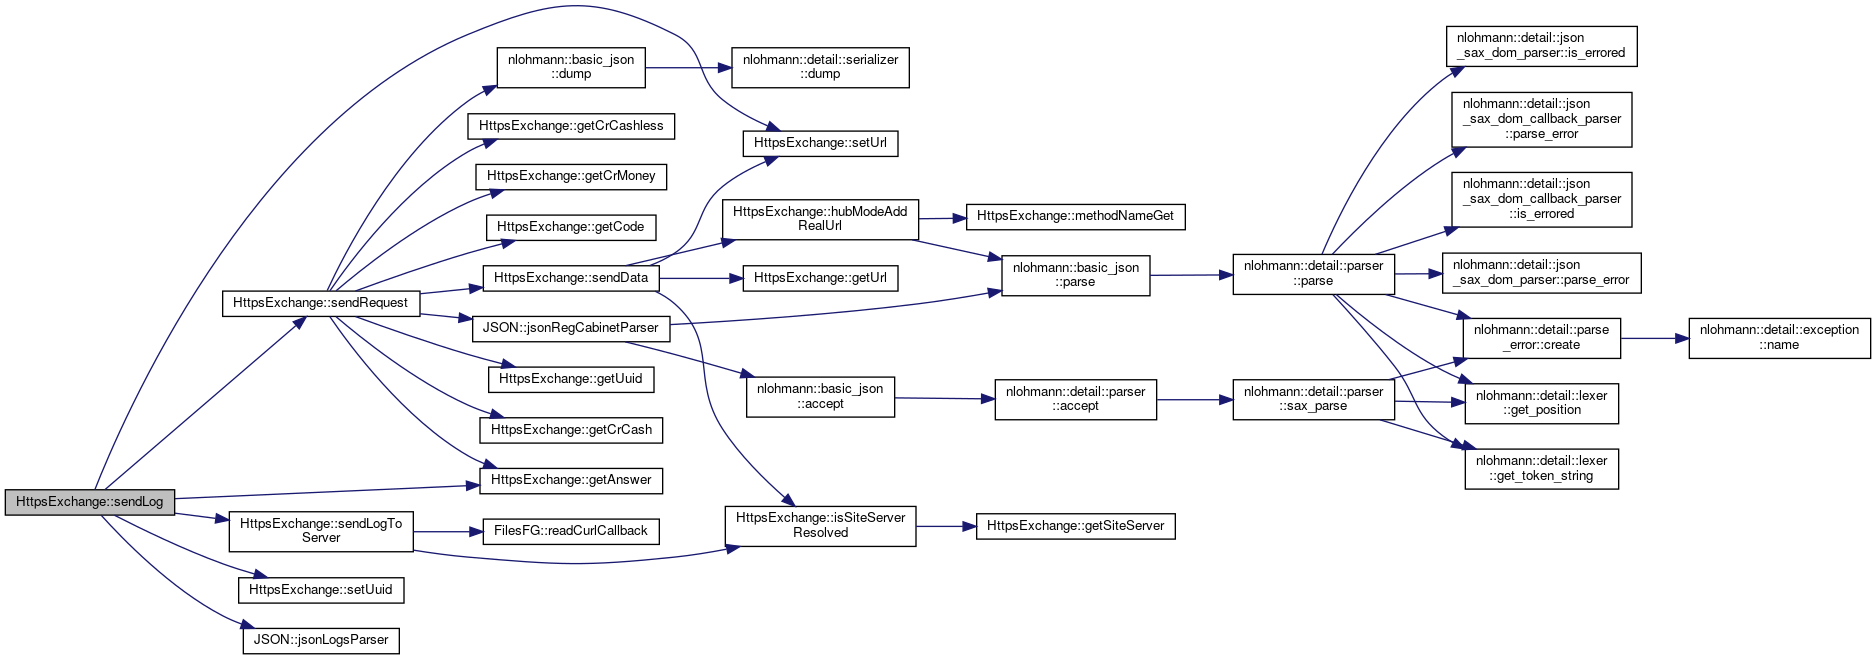 HttpsExchange::sendLog
HttpsExchange::sendRequest
HttpsExchange::sendLogTo
Server
HttpsExchange::setUuid
JSON::jsonLogsParser
nlohmann::basic_json
::dump
HttpsExchange::getCrCashless
HttpsExchange::getCrMoney
HttpsExchange::getCode
HttpsExchange::sendData
JSON::jsonRegCabinetParser
HttpsExchange::getUuid
HttpsExchange::getCrCash
HttpsExchange::getAnswer
FilesFG::readCurlCallback
nlohmann::detail::serializer
::dump
HttpsExchange::setUrl
HttpsExchange::hubModeAdd
RealUrl
HttpsExchange::getUrl
nlohmann::basic_json
::accept
HttpsExchange::isSiteServer
Resolved
HttpsExchange::methodNameGet
nlohmann::basic_json
::parse
nlohmann::detail::parser
::accept
HttpsExchange::getSiteServer
nlohmann::detail::parser
::parse
nlohmann::detail::parser
::sax_parse
nlohmann::detail::json
_sax_dom_parser::is_errored
nlohmann::detail::json
_sax_dom_callback_parser
::parse_error
nlohmann::detail::json
_sax_dom_callback_parser
::is_errored
nlohmann::detail::json
_sax_dom_parser::parse_error
nlohmann::detail::parse
_error::create
nlohmann::detail::lexer
::get_position
nlohmann::detail::lexer
::get_token_string
nlohmann::detail::exception
::name